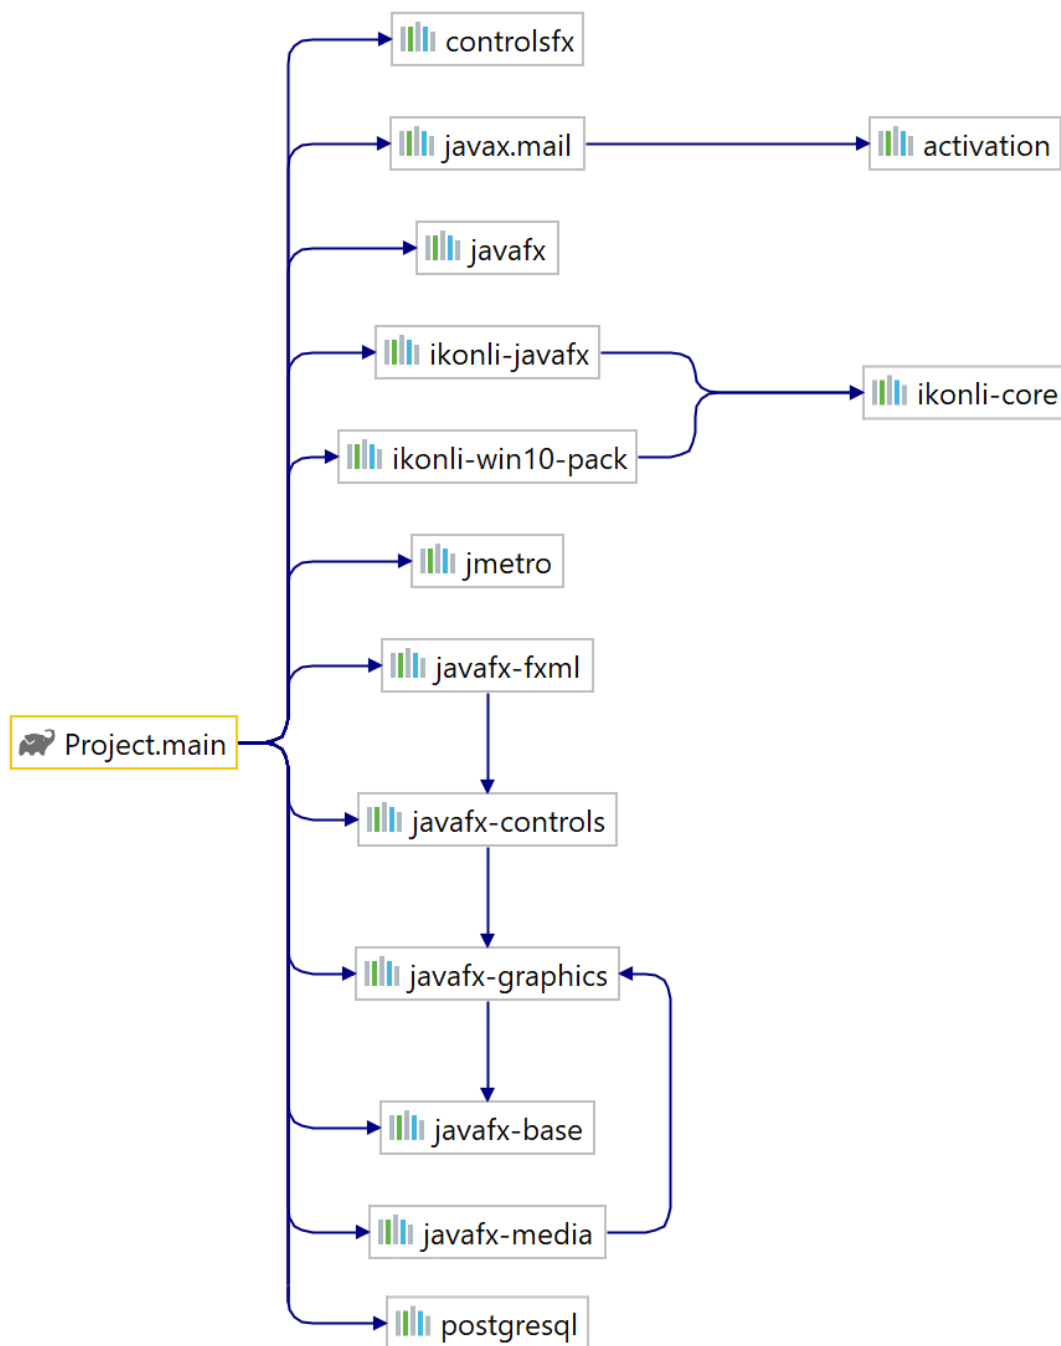 controlsfx
javax.mail
activation
javafx
ikonli-javafx
ikonli-core
ikonli-win10-pack
jmetro
javafx-fxml
Project.main
javafx-controls
javafx-graphics
javafx-base
javafx-media
postgresql